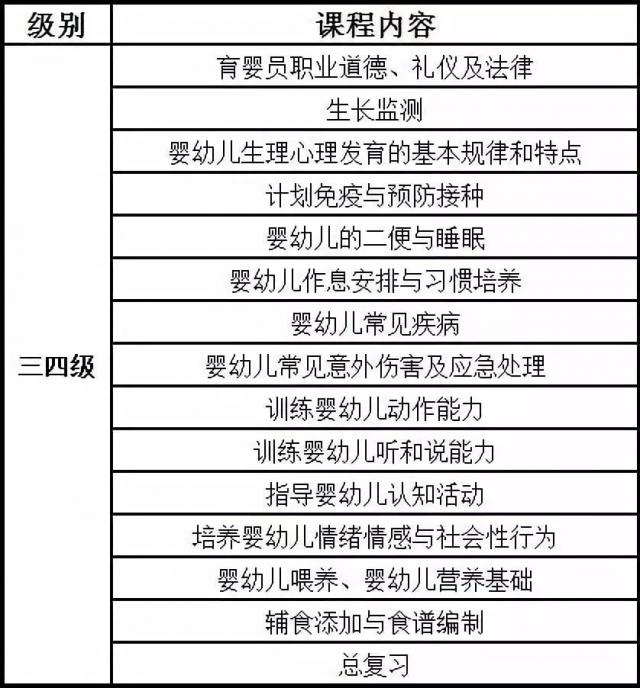 级别 课程内容
育婴员职业道德、礼仪及法律
生长监测
婴幼儿生理心理发育的基本规律和特点
计划免疫与预防接种
婴幼儿的二便与睡眠
婴幼儿作息安排与习惯培养
婴幼儿常见疾病
三四级
婴幼儿常见意外伤害及应急处理
训练婴幼儿动作能力
训练婴幼儿听和说能力
指导婴幼儿认知活动
培养婴幼儿情绪情感与社会性行为
婴幼儿喂养、婴幼儿营养基础
辅食添加与食谱编制
总复习